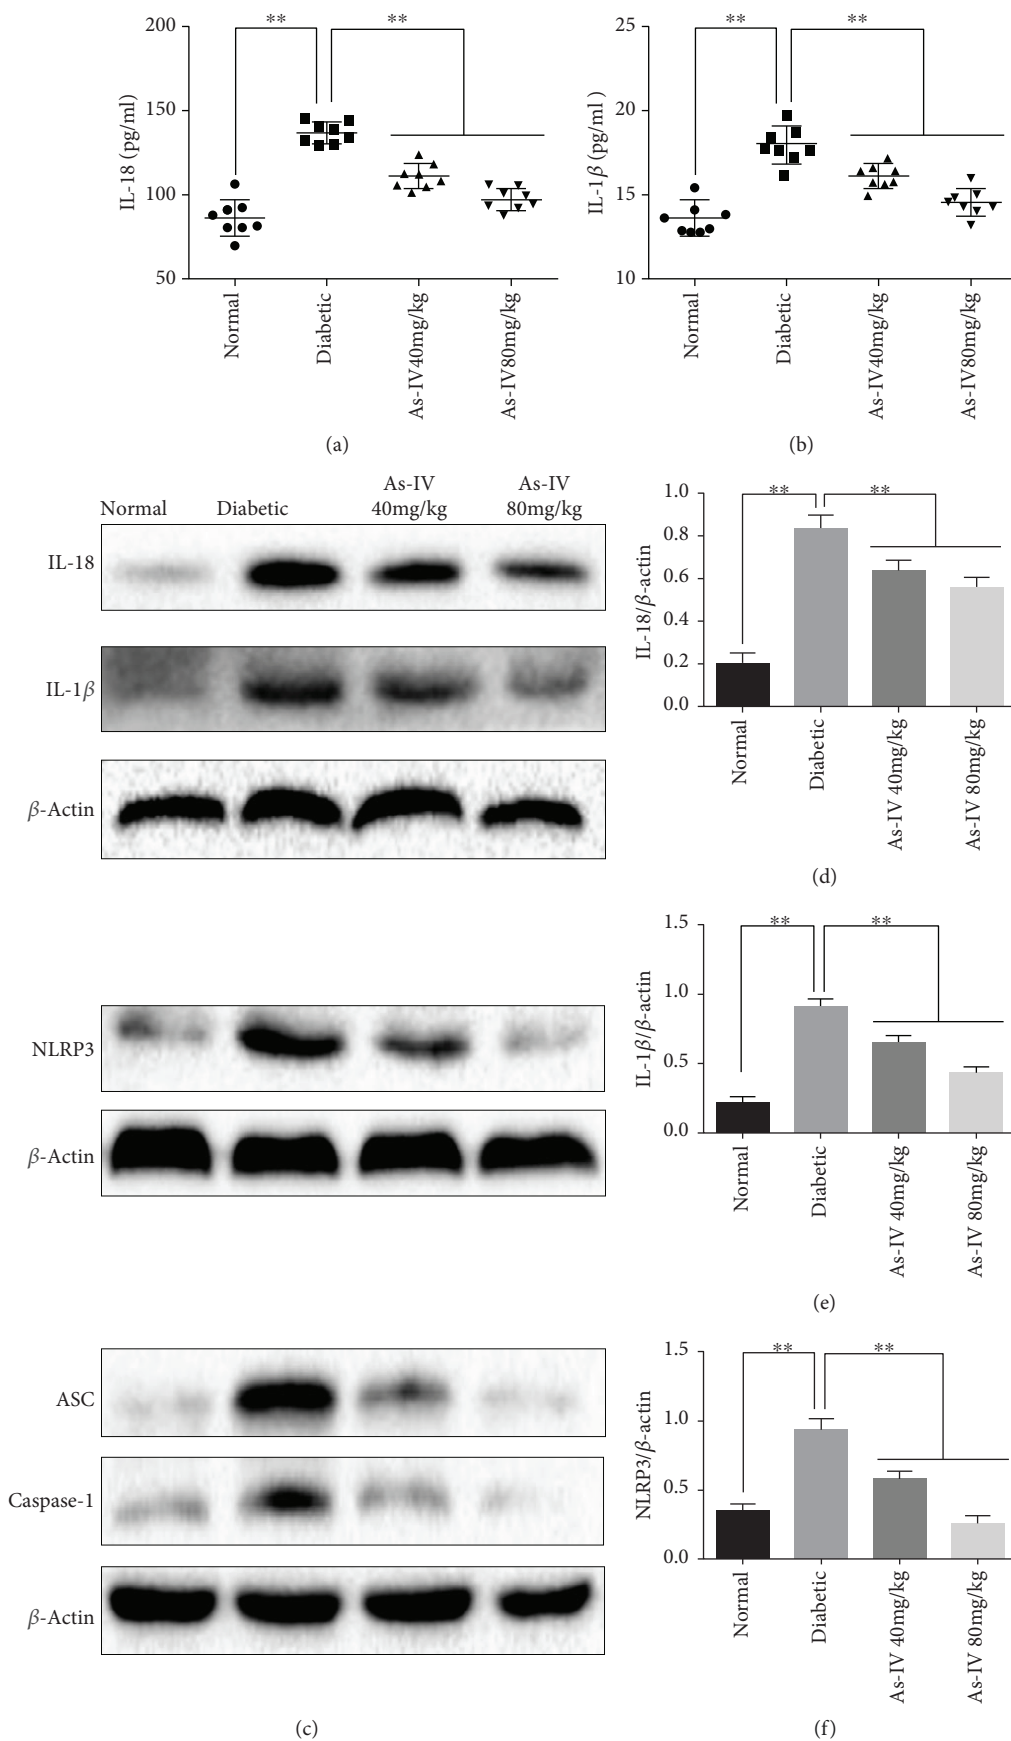 200
150
100
50
IL-18 (pg/ml)
**
**
Normal
Diabetic
As-IV40mg/kg
As-IV80mg/kg
(a)
25
20
15
10
IL-1β (pg/ml )
**
**
Normal
Diabetic
As-IV40mg/kg
As-IV80mg/kg
(b)
Normal
Diabetic
As-IV
40mg/kg
As-IV
80mg/kg
IL-18
IL-1β
β-Actin
NLRP3
β-Actin
ASC
Caspase-1
β-Actin
(c)
1.0
0.8
0.6
0.4
0.2
0.0
IL-18/β-actin
**
**
Normal
Diabetic
As-IV 40mg/kg
As-IV 80mg/kg
(d)
1.5
1.0
0.5
0.0
IL-1β/β-actin
**
**
Normal
Diabetic
As-IV 40mg/kg
As-IV 80mg/kg
(e)
1.5
1.0
0.5
0.0
NLRP3/β-actin
**
**
Normal
Diabetic
As-IV 40mg/kg
As-IV 80mg/kg
(f)